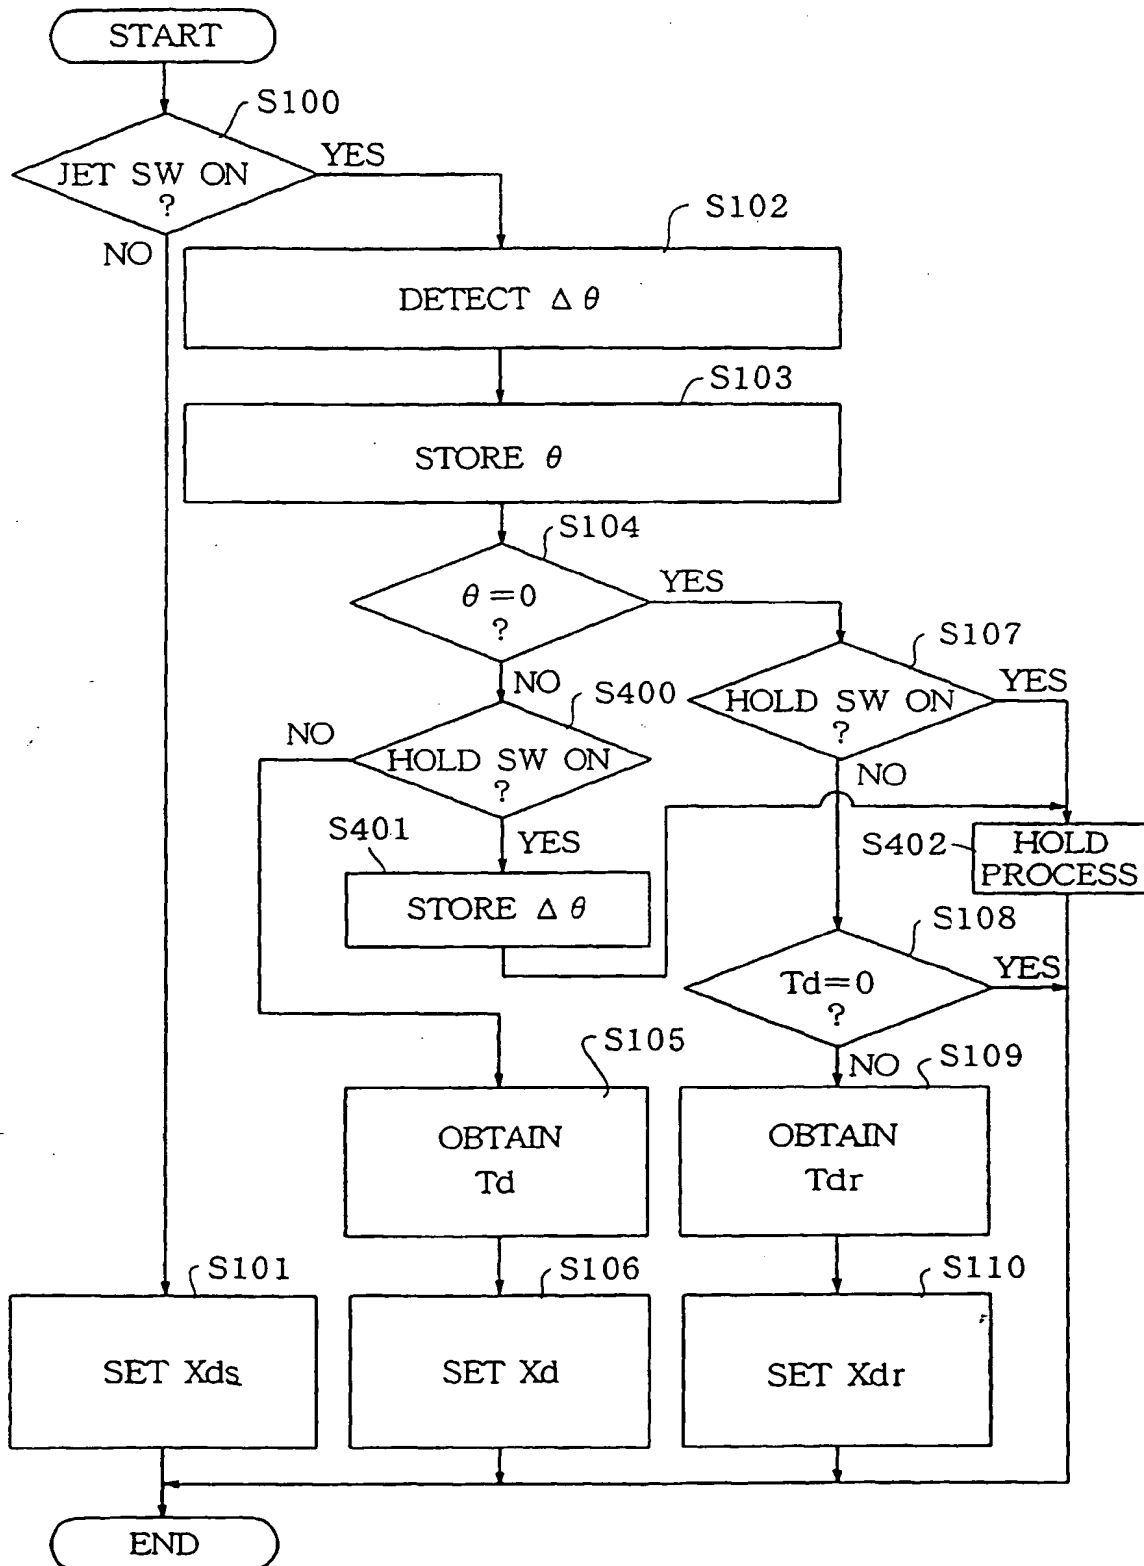 START
S100
JET SW ON
?
YES
NO
S102
DETECT Δ θ
S103
STORE θ
S104
θ = 0
?
YES
NO
S107
HOLD SW ON
?
YES
NO
S400
HOLD SW ON
?
NO
YES
S401
STORE Δ θ
S402
HOLD
PROCESS
S108
Td=0
?
YES
NO
S105
OBTAIN
Td
S109
OBTAIN
Tdr
S101
SET Xds
S106
SET Xd
S110
SET Xdr
END